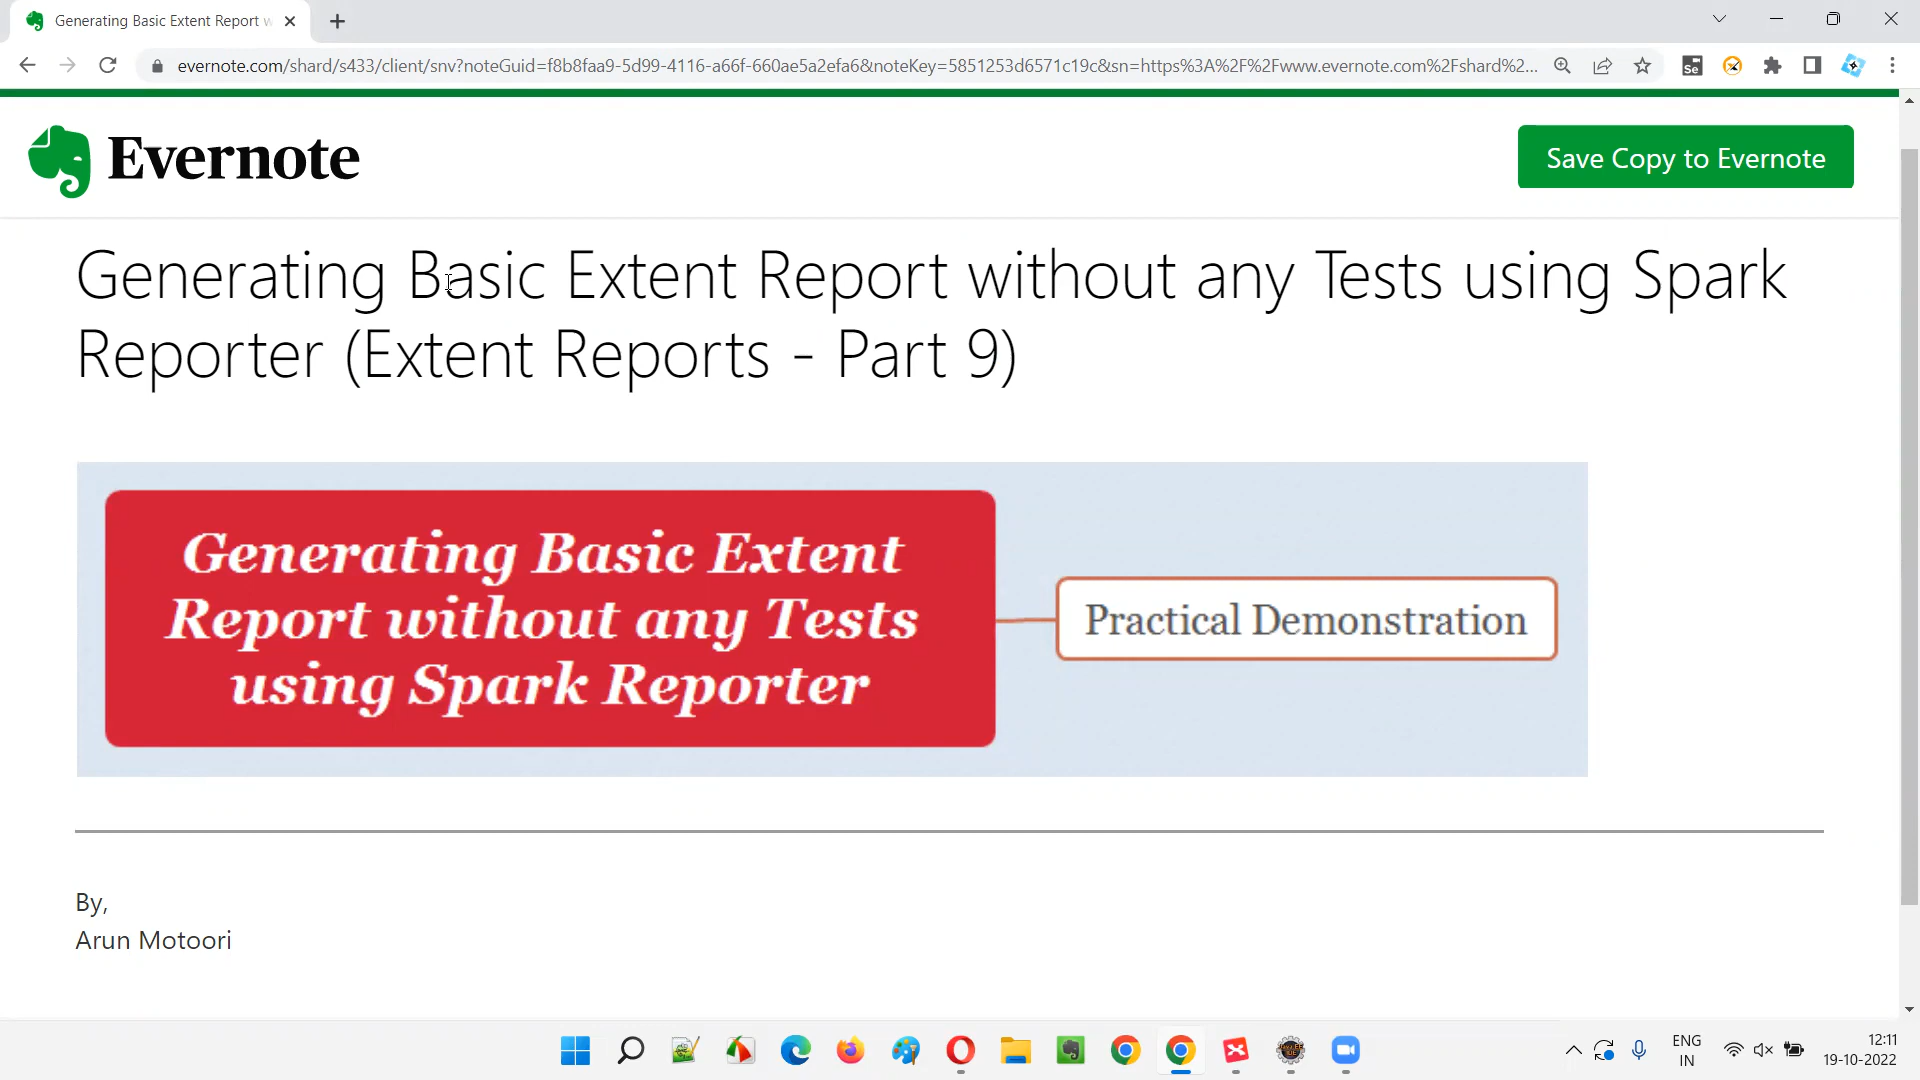 Generating Basic Extent Report w
evernote.com/shard/s433/client/snv?noteGuid=f8b8faa9-5d99-4116-a66f-660ae5a2efa6&noteKey=5851253d6571c19c&sn=https%3A%2F%2Fwww.evernote.com%2Fshard%2...
Evernote
Save Copy to Evernote
Generating Basic Extent Report without any Tests using Spark
Reporter (Extent Reports - Part 9)
Generating Basic Extent
Report without any Tests
using Spark Reporter
Practical Demonstration
By,
Arun Motoori
ENG
IN
12:11
19-10-2022